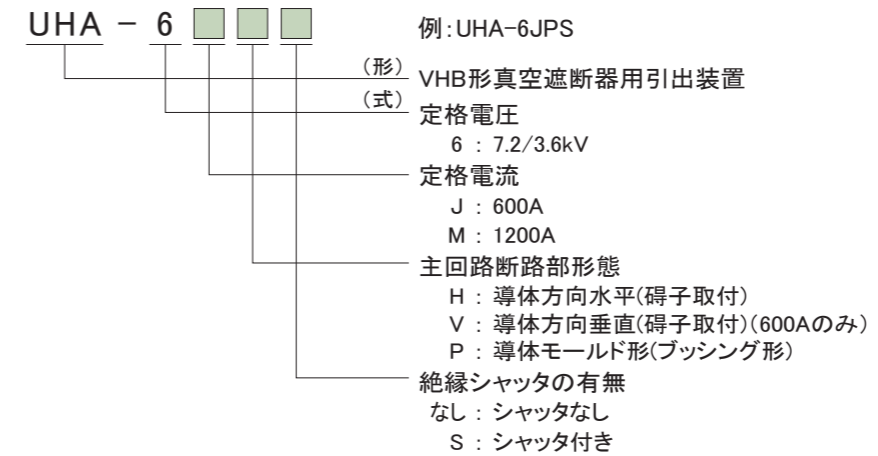 UHA - 6 例:UHA-6JPS
(形) VHB形真空遮断器用引出装置
(式) 定格電圧
6 : 7.2/3.6kV
定格電流
J : 600A
M : 1200A
主回路断路部形態
H : 導体方向水平(碍子取付)
V : 導体方向垂直(碍子取付)(600Aのみ)
P : 導体モールド形(ブッシング形)
絶縁シャッタの有無
なし : シャッタなし
S : シャッタ付き